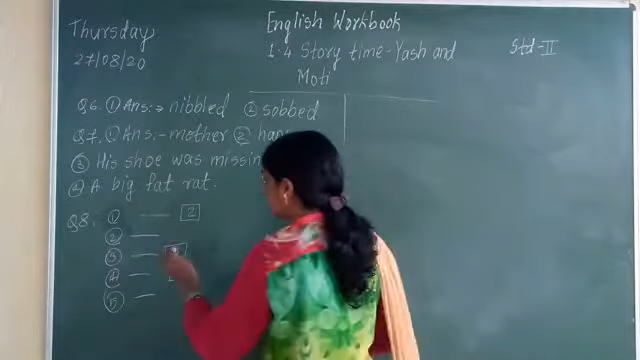 Thursday
27/08/20
English Workbook
1.4 Story time - Yash and
Moti
Std-II
Q6. ① Ans:→ nibbled ② sobbed
Q7. ① Ans:- mother ②
③ His shoe was missin
④ A big fat rat.
Q8. ① — 2
② —
③ —
④ —
⑤ —